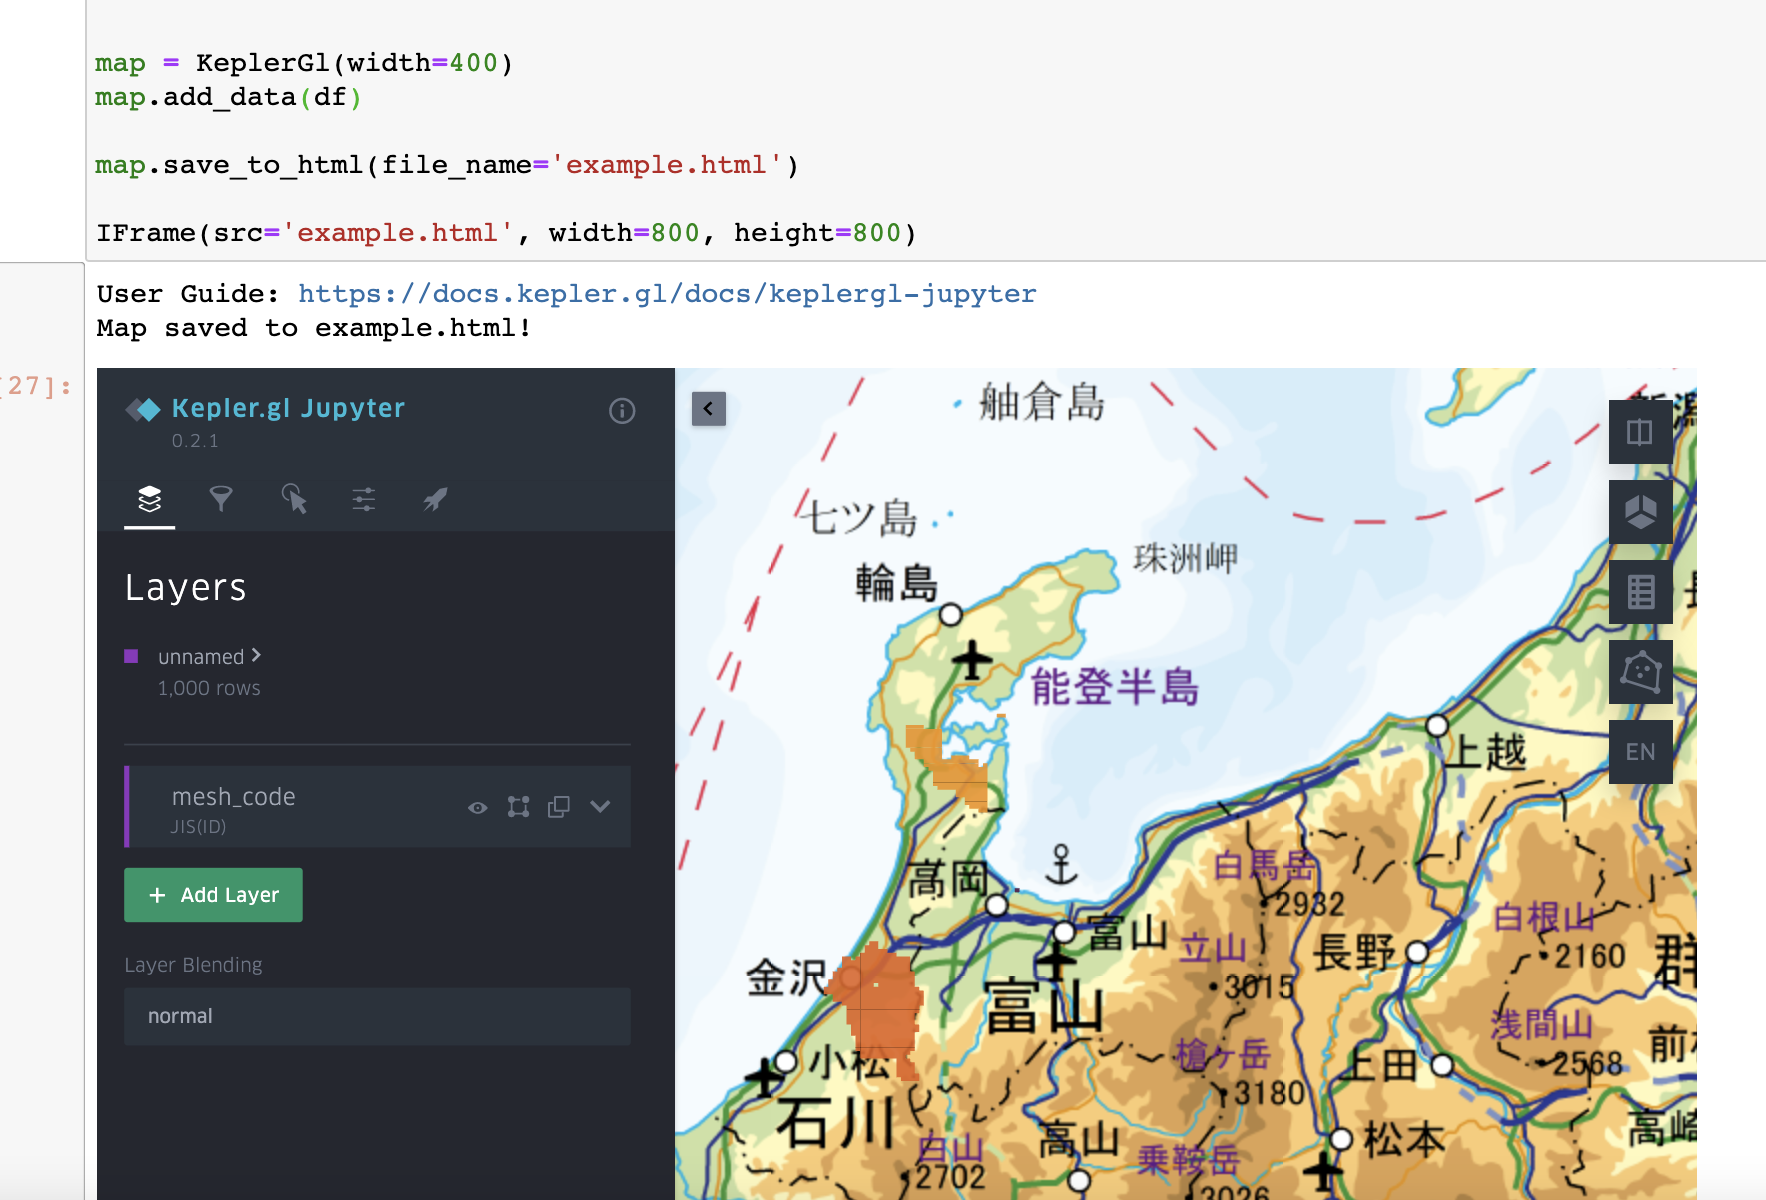 map = KeplerGl(width=400)
map.add_data(df)
map.save_to_html(file_name='example.html')
IFrame(src='example.html', width=800, height=800)
User Guide: https://docs.kepler.gl/docs/keplergl-jupyter
Map saved to example.html!
[27]:
Kepler.gl Jupyter
0.2.1
Layers
unnamed
1,000 rows
mesh_code
JIS(ID)
+ Add Layer
Layer Blending
normal
舳倉島
七ツ島
珠洲岬
輪島
能登半島
EN
上越
高岡
白馬岳
2932
富山
立山
長野
白根山
2160
群
金沢
3015
富山
浅間山
前
小松
槍ヶ岳
上田
2568
3180
石川
高山
松本
高崎
白山
乗鞍岳
2702
3026